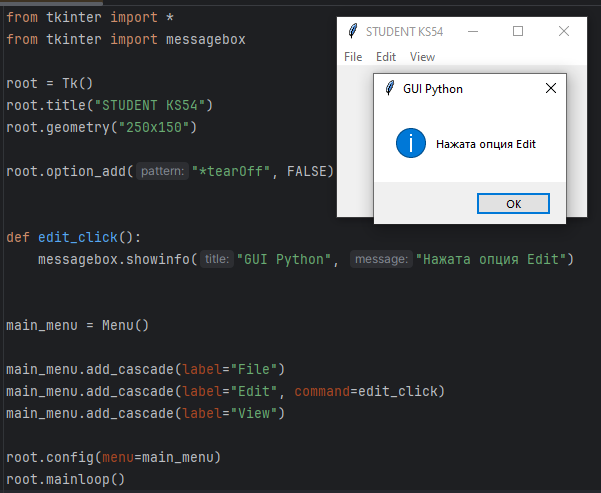 from tkinter import *
from tkinter import messagebox
root = Tk()
root.title("STUDENT KS54")
root.geometry("250x150")
root.option_add( pattern: "*tearOff", FALSE)
def edit_click():
messagebox.showinfo( title: "GUI Python", message: "Нажата опция Edit")
main_menu = Menu()
main_menu.add_cascade(label="File")
main_menu.add_cascade(label="Edit", command=edit_click)
main_menu.add_cascade(label="View")
root.config(menu=main_menu)
root.mainloop()
STUDENT KS54
File Edit View
GUI Python
Нажата опция Edit
OK